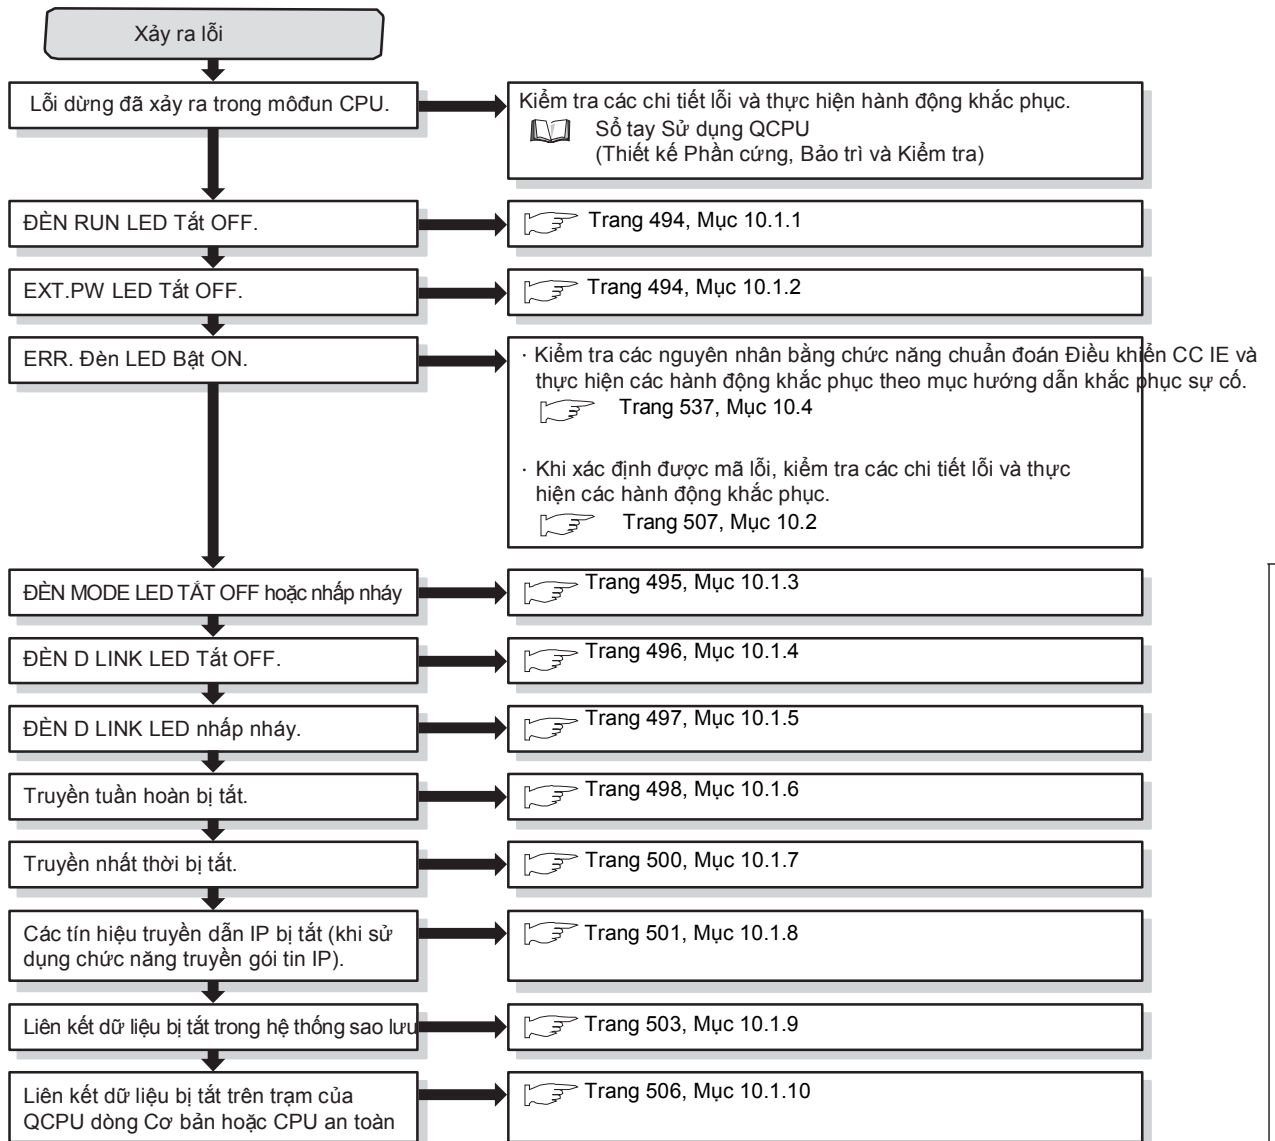 Xảy ra lỗi
Lỗi dừng đã xảy ra trong môđun CPU.
Kiểm tra các chi tiết lỗi và thực hiện hành động khắc phục.
Sổ tay Sử dụng QCPU
(Thiết kế Phần cứng, Bảo trì và Kiểm tra)
ĐÈN RUN LED Tắt OFF.
Trang 494, Mục 10.1.1
EXT.PW LED Tắt OFF.
Trang 494, Mục 10.1.2
ERR. Đèn LED Bật ON.
· Kiểm tra các nguyên nhân bằng chức năng chuẩn đoán Điều khiển CC IE và
thực hiện các hành động khắc phục theo mục hướng dẫn khắc phục sự cố.
Trang 537, Mục 10.4
· Khi xác định được mã lỗi, kiểm tra các chi tiết lỗi và thực
hiện các hành động khắc phục.
Trang 507, Mục 10.2
ĐÈN MODE LED TẮT OFF hoặc nhấp nháy
Trang 495, Mục 10.1.3
ĐÈN D LINK LED Tắt OFF.
Trang 496, Mục 10.1.4
ĐÈN D LINK LED nhấp nháy.
Trang 497, Mục 10.1.5
Truyền tuần hoàn bị tắt.
Trang 498, Mục 10.1.6
Truyền nhất thời bị tắt.
Trang 500, Mục 10.1.7
Các tín hiệu truyền dẫn IP bị tắt (khi sử
dụng chức năng truyền gói tin IP).
Trang 501, Mục 10.1.8
Liên kết dữ liệu bị tắt trong hệ thống sao lưu
Trang 503, Mục 10.1.9
Liên kết dữ liệu bị tắt trên trạm của
QCPU dòng Cơ bản hoặc CPU an toàn
Trang 506, Mục 10.1.10